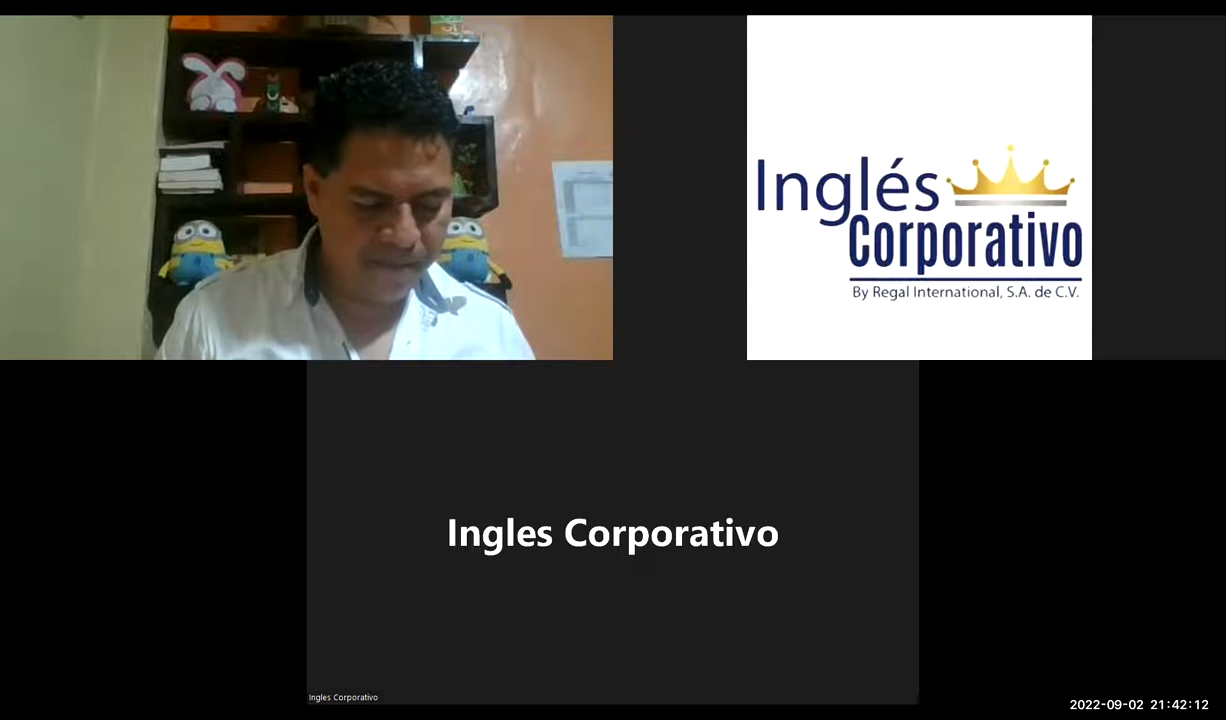 Inglés
Corporativo
By Regal International, S.A. de C.V.
Ingles Corporativo
Ingles Corporativo
2022-09-02 21:42:12